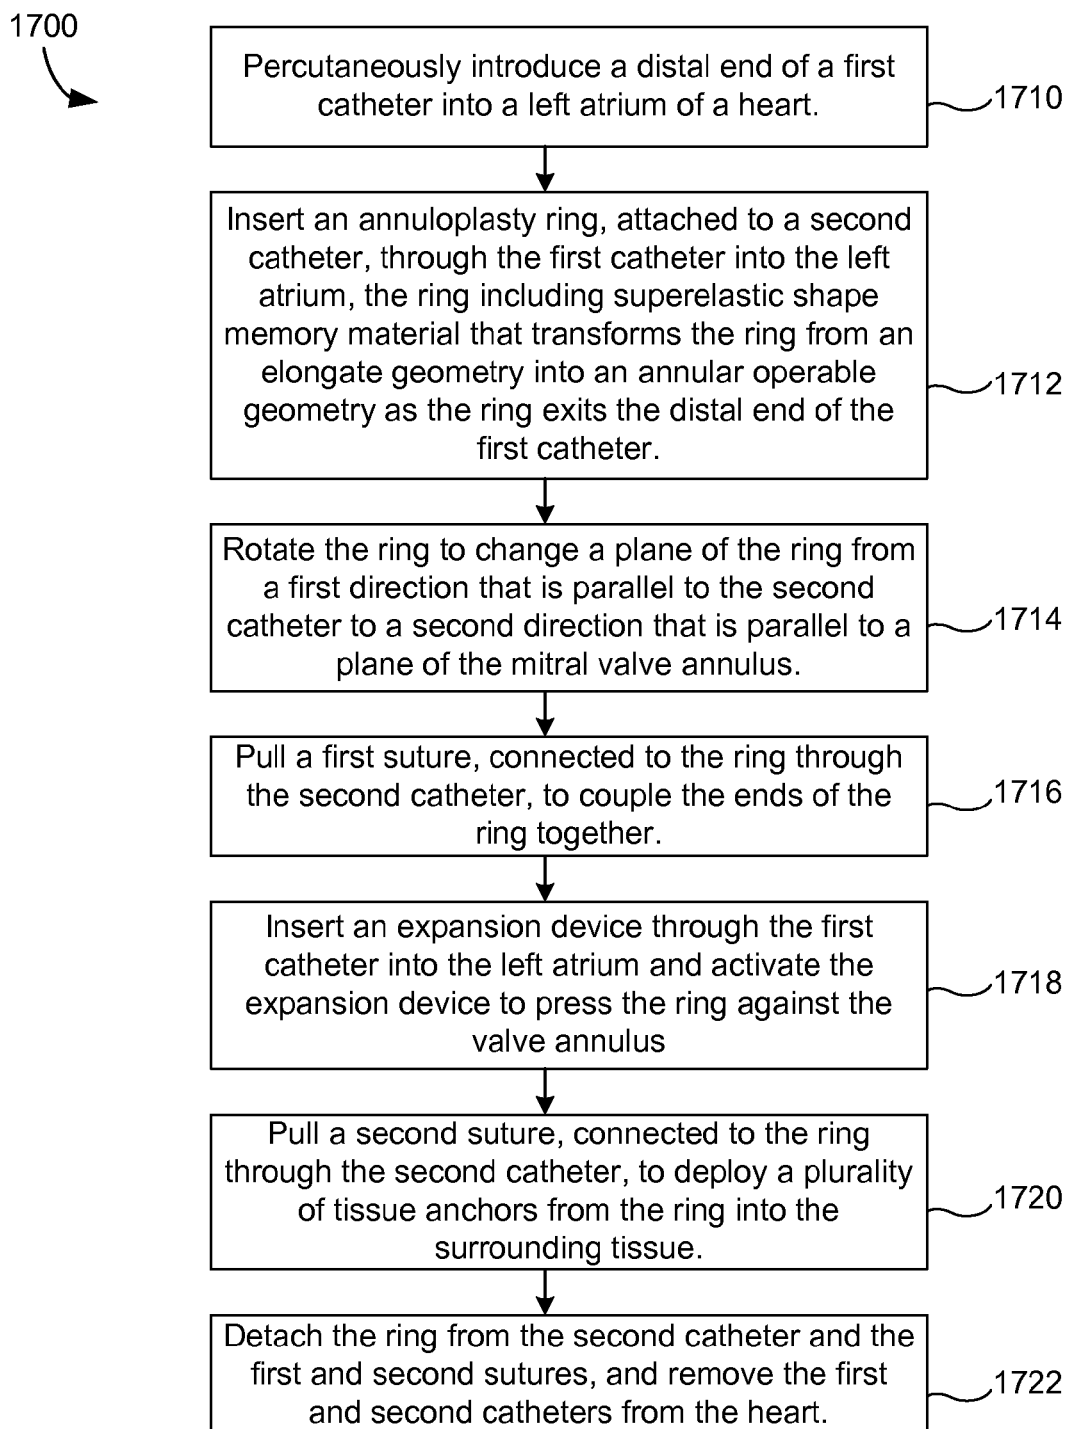 1700
Percutaneously introduce a distal end of a first
catheter into a left atrium of a heart.
1710
Insert an annuloplasty ring, attached to a second
catheter, through the first catheter into the left
atrium, the ring including superelastic shape
memory material that transforms the ring from an
elongate geometry into an annular operable
geometry as the ring exits the distal end of the
first catheter.
1712
Rotate the ring to change a plane of the ring from
a first direction that is parallel to the second
catheter to a second direction that is parallel to a
plane of the mitral valve annulus.
1714
Pull a first suture, connected to the ring through
the second catheter, to couple the ends of the
ring together.
1716
Insert an expansion device through the first
catheter into the left atrium and activate the
expansion device to press the ring against the
valve annulus
1718
Pull a second suture, connected to the ring
through the second catheter, to deploy a plurality
of tissue anchors from the ring into the
surrounding tissue.
1720
Detach the ring from the second catheter and the
first and second sutures, and remove the first
and second catheters from the heart.
1722